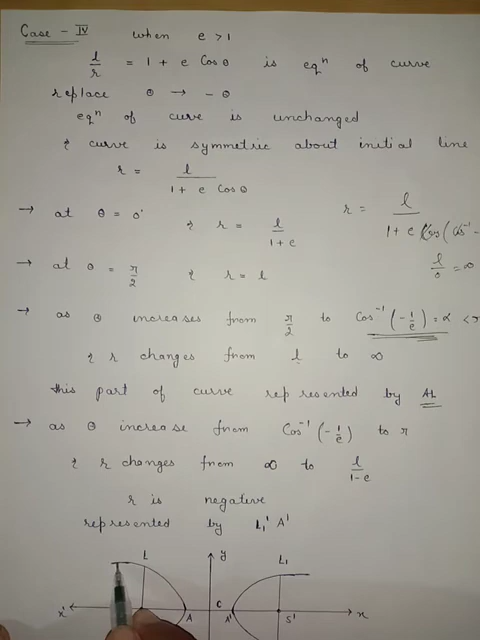 Case - IV when e > 1
l/r = 1 + e Cos θ is eqⁿ of curve
replace θ → - θ
eqⁿ of curve is unchanged
& curve is symmetric about initial line
r = l/(1 + e Cos θ)
→ at θ = 0° & r = l/(1 + e)
r = l/(1 + e Cos(Cos⁻¹ -
l/0 = ∞
→ at θ = π/2 & r = l
→ as θ increases from π/2 to Cos⁻¹(-1/e) = α < π
& r changes from l to ∞
this part of curve represented by AL
→ as θ increase from Cos⁻¹(-1/e) to π
& r changes from ∞ to l/(1-e)
r is negative
represented by L₁' A'
L y L₁
x' A C A' S' x